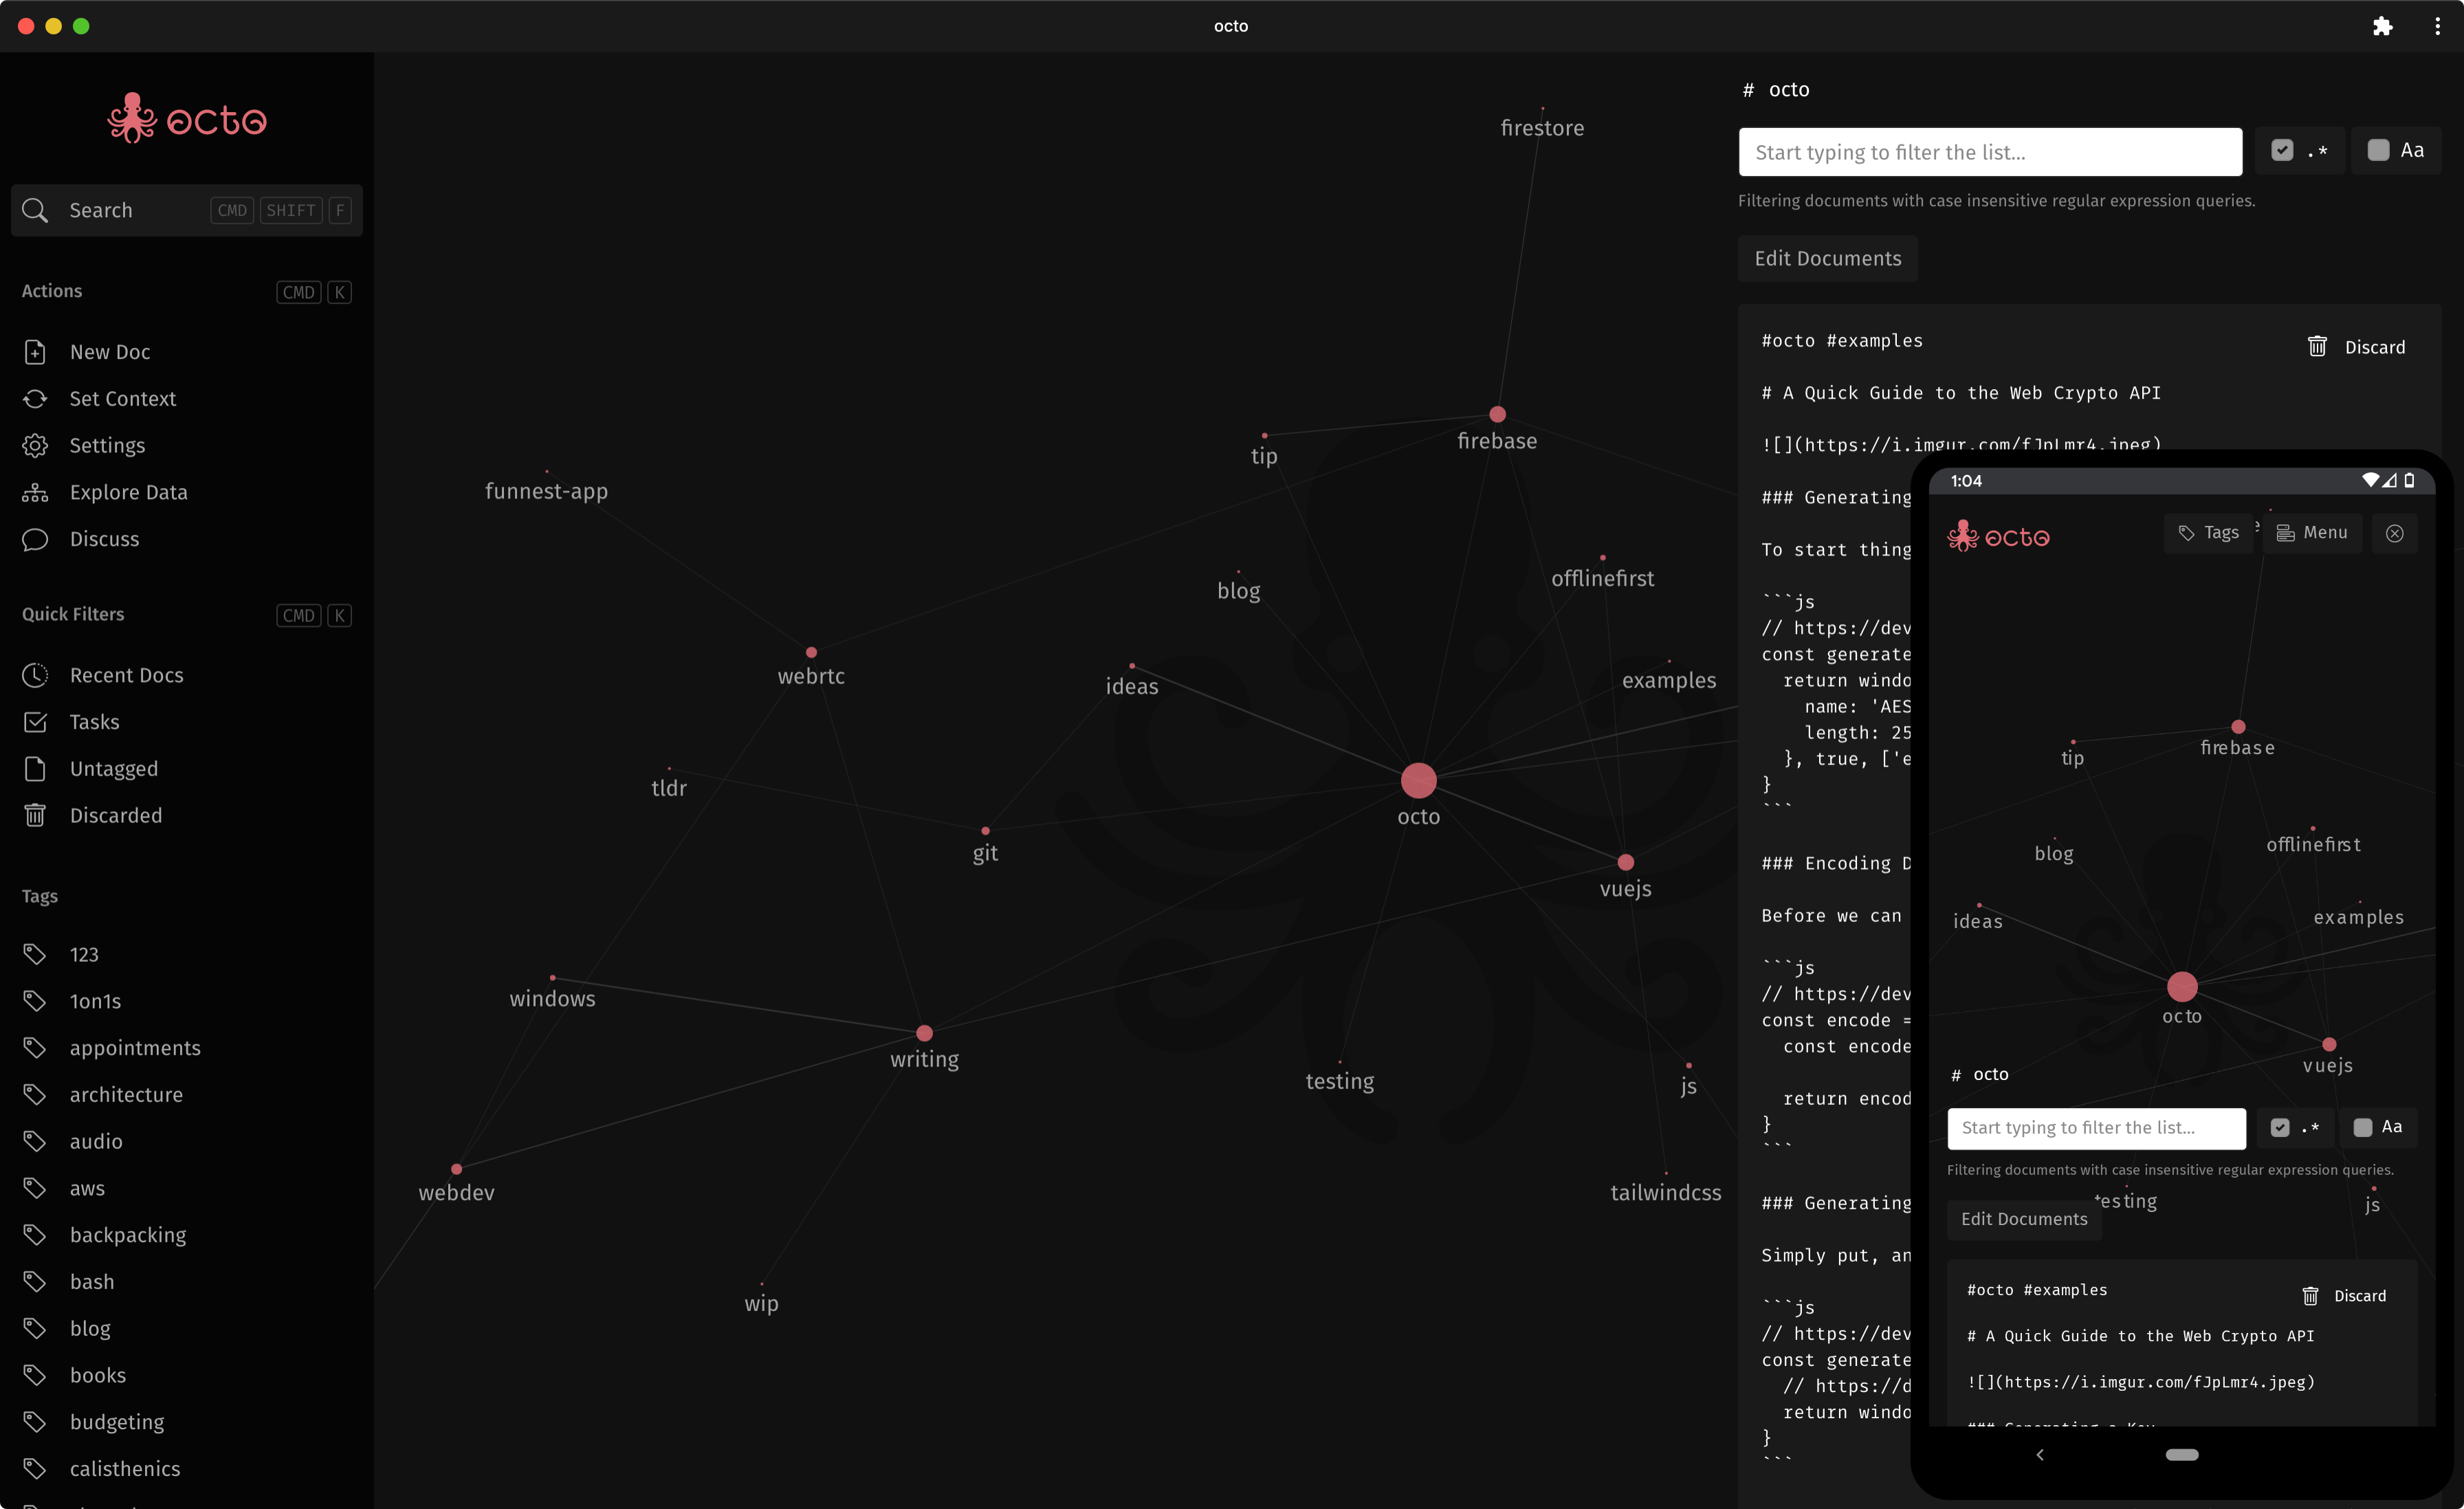 octo
octo
Search CMD SHIFT F
Actions CMD K
New Doc
Set Context
Settings
Explore Data
Discuss
Quick Filters CMD K
Recent Docs
Tasks
Untagged
Discarded
Tags
123
1on1s
appointments
architecture
audio
aws
backpacking
bash
blog
books
budgeting
calisthenics
firestore
firebase
tip
funnest-app
offlinefirst
blog
webrtc
ideas
examples
tldr
octo
git
vuejs
windows
writing
testing
js
webdev
tailwindcss
wip
# octo
Start typing to filter the list...
.* Aa
Filtering documents with case insensitive regular expression queries.
Edit Documents
#octo #examples
Discard
# A Quick Guide to the Web Crypto API
![](https://i.imgur.com/fJpLmr4.jpeg)
### Generating
To start thing
```js
// https://dev
const generate
return windo
name: 'AES
length: 25
}, true, ['e
}
```
### Encoding D
Before we can
```js
// https://dev
const encode =
const encode
return encod
}
```
### Generating
Simply put, an
```js
// https://dev
const generate
// https://d
return windo
}
```
1:04
octo
Tags
Menu
firebase
tip
offlinefirst
blog
examples
ideas
octo
vuejs
# octo
Start typing to filter the list...
.* Aa
Filtering documents with case insensitive regular expression queries.
testing
js
Edit Documents
#octo #examples
Discard
# A Quick Guide to the Web Crypto API
![](https://i.imgur.com/fJpLmr4.jpeg)
### Generating a Key